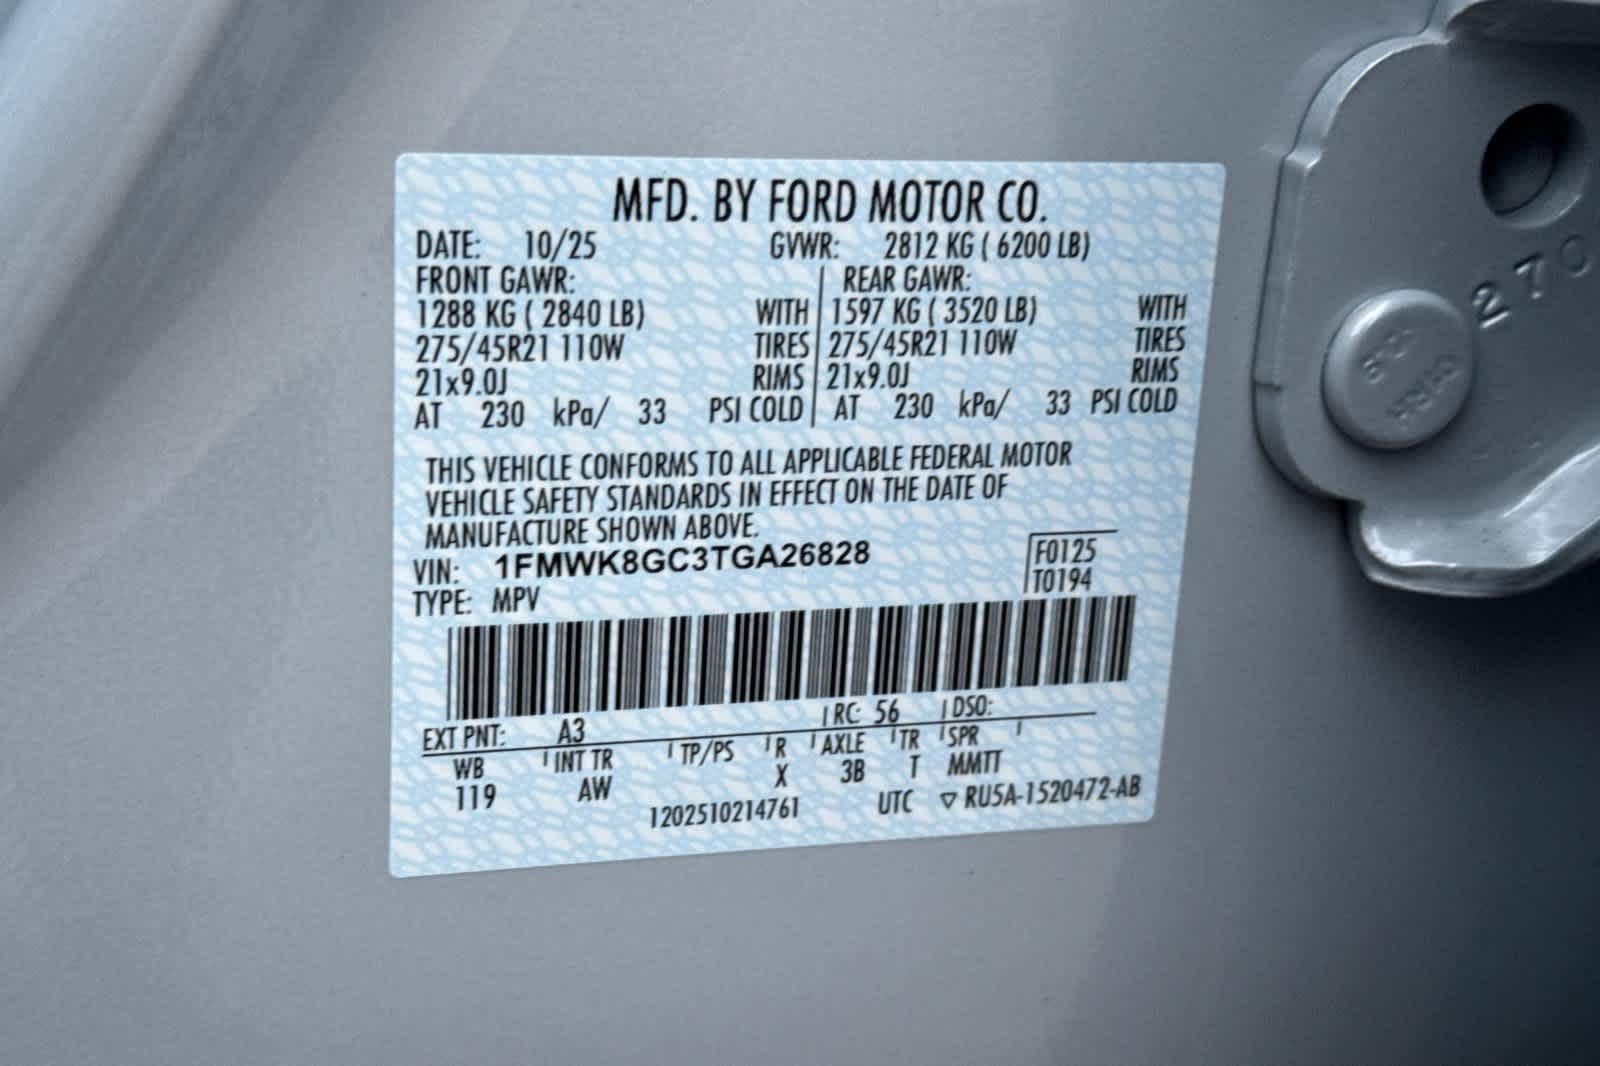 MFD. BY FORD MOTOR CO.
DATE: 10/25 GVWR: 2812 KG ( 6200 LB)
FRONT GAWR: REAR GAWR:
1288 KG ( 2840 LB) WITH 1597 KG ( 3520 LB) WITH
275/45R21 110W TIRES 275/45R21 110W TIRES
21x9.0J RIMS 21x9.0J RIMS
AT 230 kPa/ 33 PSI COLD AT 230 kPa/ 33 PSI COLD
THIS VEHICLE CONFORMS TO ALL APPLICABLE FEDERAL MOTOR
VEHICLE SAFETY STANDARDS IN EFFECT ON THE DATE OF
MANUFACTURE SHOWN ABOVE.
VIN: 1FMWK8GC3TGA26828 F0125
TYPE: MPV T0194
EXT PNT: A3 RC: 56 DSO:
WB INT TR TP/PS R AXLE TR SPR
119 AW X 3B T MMTT
1202510214761 UTC ▽ RU5A-1520472-AB
270